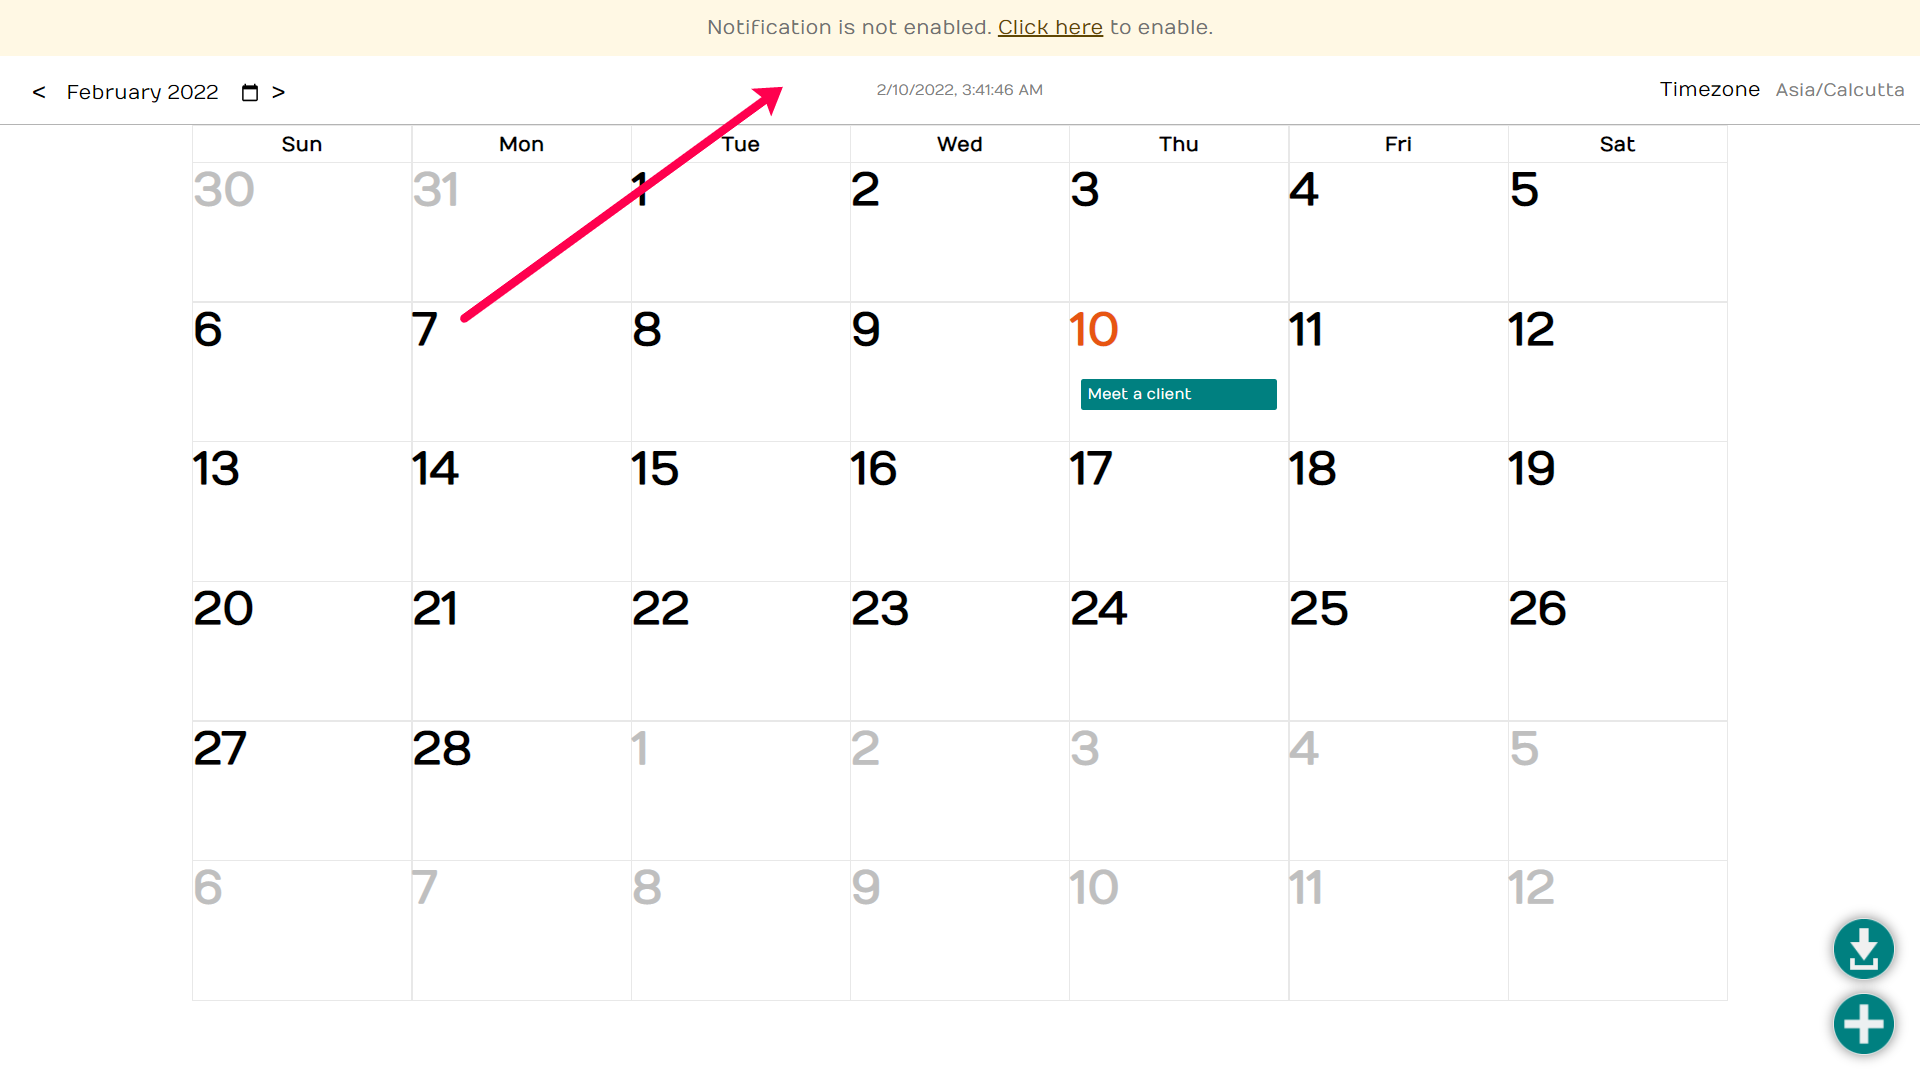 Notification is not enabled. Click here to enable.
< February 2022 >
2/10/2022, 3:41:46 AM
Timezone Asia/Calcutta
Sun Mon Tue Wed Thu Fri Sat
30 31 1 2 3 4 5
6 7 8 9 10 11 12
Meet a client
13 14 15 16 17 18 19
20 21 22 23 24 25 26
27 28 1 2 3 4 5
6 7 8 9 10 11 12